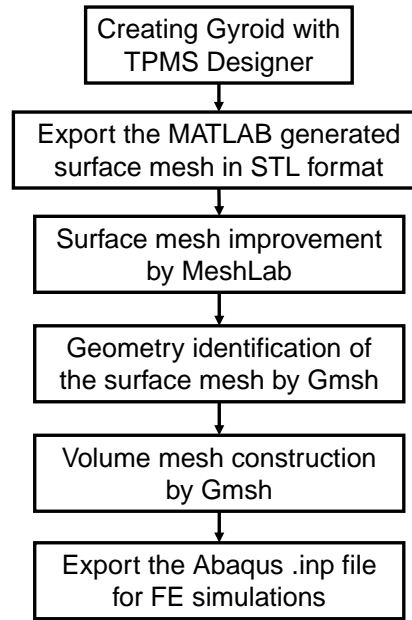 Creating Gyroid with
TPMS Designer
Export the MATLAB generated
surface mesh in STL format
Surface mesh improvement
by MeshLab
Geometry identification of
the surface mesh by Gmsh
Volume mesh construction
by Gmsh
Export the Abaqus .inp file
for FE simulations